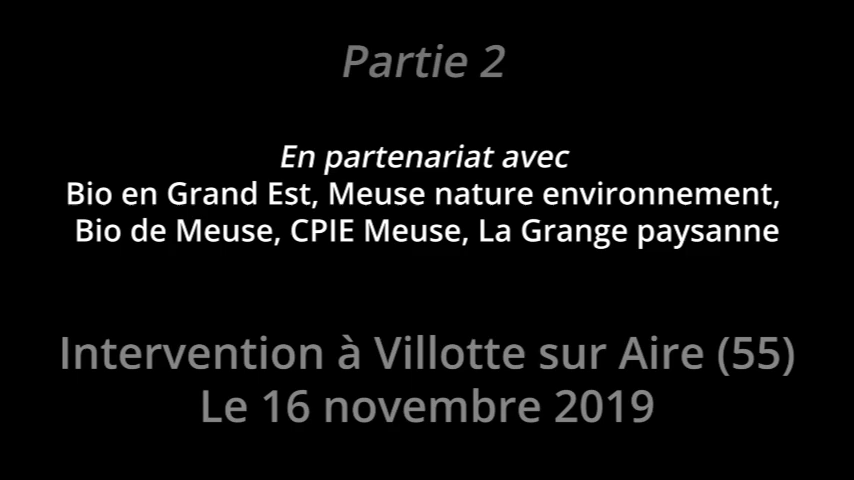 Partie 2
En partenariat avec
Bio en Grand Est, Meuse nature environnement,
Bio de Meuse, CPIE Meuse, La Grange paysanne
Intervention à Villotte sur Aire (55)
Le 16 novembre 2019